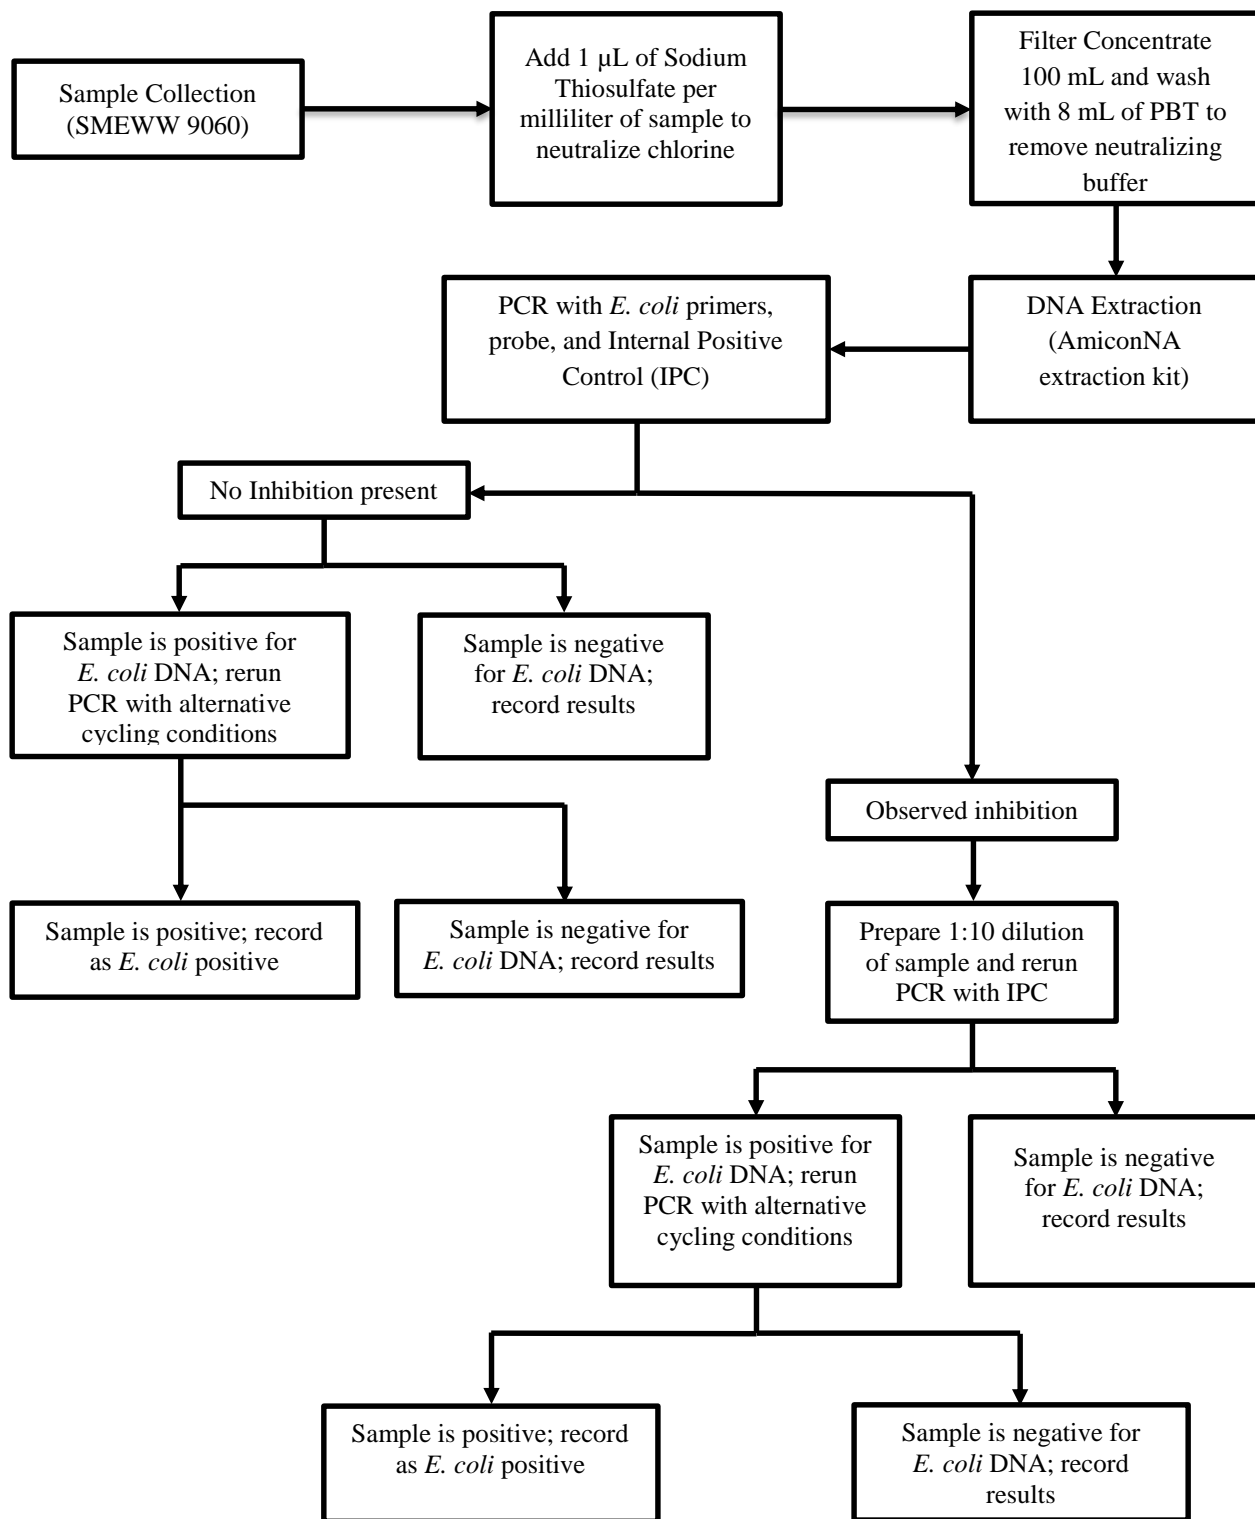 Sample Collection
(SMEWW 9060)
Add 1 µL of Sodium
Thiosulfate per
milliliter of sample to
neutralize chlorine
Filter Concentrate
100 mL and wash
with 8 mL of PBT to
remove neutralizing
buffer
PCR with E. coli primers,
probe, and Internal Positive
Control (IPC)
DNA Extraction
(AmiconNA
extraction kit)
No Inhibition present
Sample is positive for
E. coli DNA; rerun
PCR with alternative
cycling conditions
Sample is negative
for E. coli DNA;
record results
Observed inhibition
Sample is positive; record
as E. coli positive
Sample is negative for
E. coli DNA; record results
Prepare 1:10 dilution
of sample and rerun
PCR with IPC
Sample is positive for
E. coli DNA; rerun
PCR with alternative
cycling conditions
Sample is negative
for E. coli DNA;
record results
Sample is positive; record
as E. coli positive
Sample is negative for
E. coli DNA; record
results